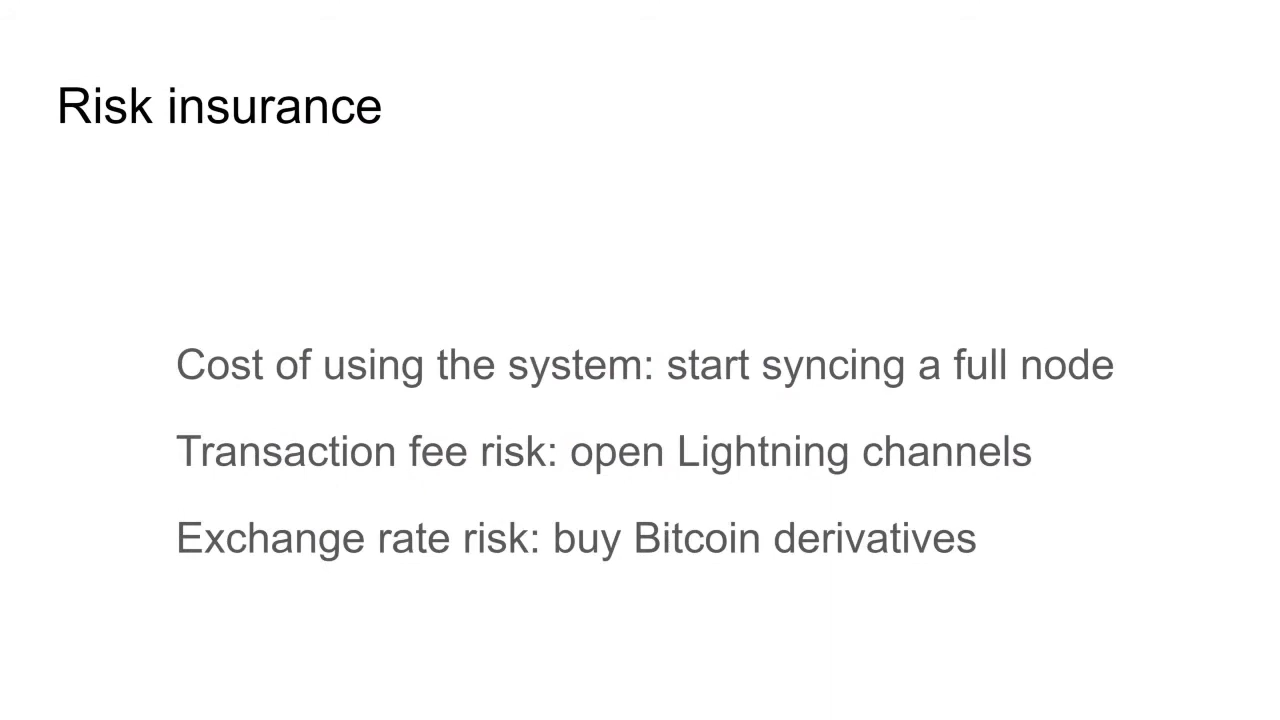 Risk insurance
Cost of using the system: start syncing a full node
Transaction fee risk: open Lightning channels
Exchange rate risk: buy Bitcoin derivatives